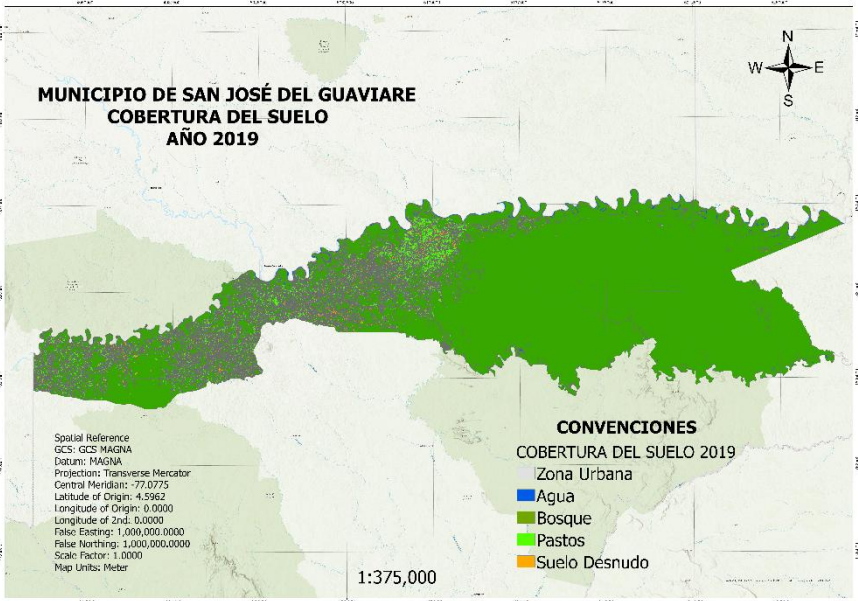 MUNICIPIO DE SAN JOSÉ DEL GUAVIARE
COBERTURA DEL SUELO
AÑO 2019
N
W E
S
Spatial Reference
GCS: GCS MAGNA
Datum: MAGNA
Projection: Transverse Mercator
Central Meridian: -77.0775
Latitude of Origin: 4.5962
Longitude of Origin: 0.0000
Longitude of 2nd: 0.0000
False Easting: 1,000,000.0000
False Northing: 1,000,000.0000
Scale Factor: 1.0000
Map Units: Meter
1:375,000
CONVENCIONES
COBERTURA DEL SUELO 2019
Zona Urbana
Agua
Bosque
Pastos
Suelo Desnudo